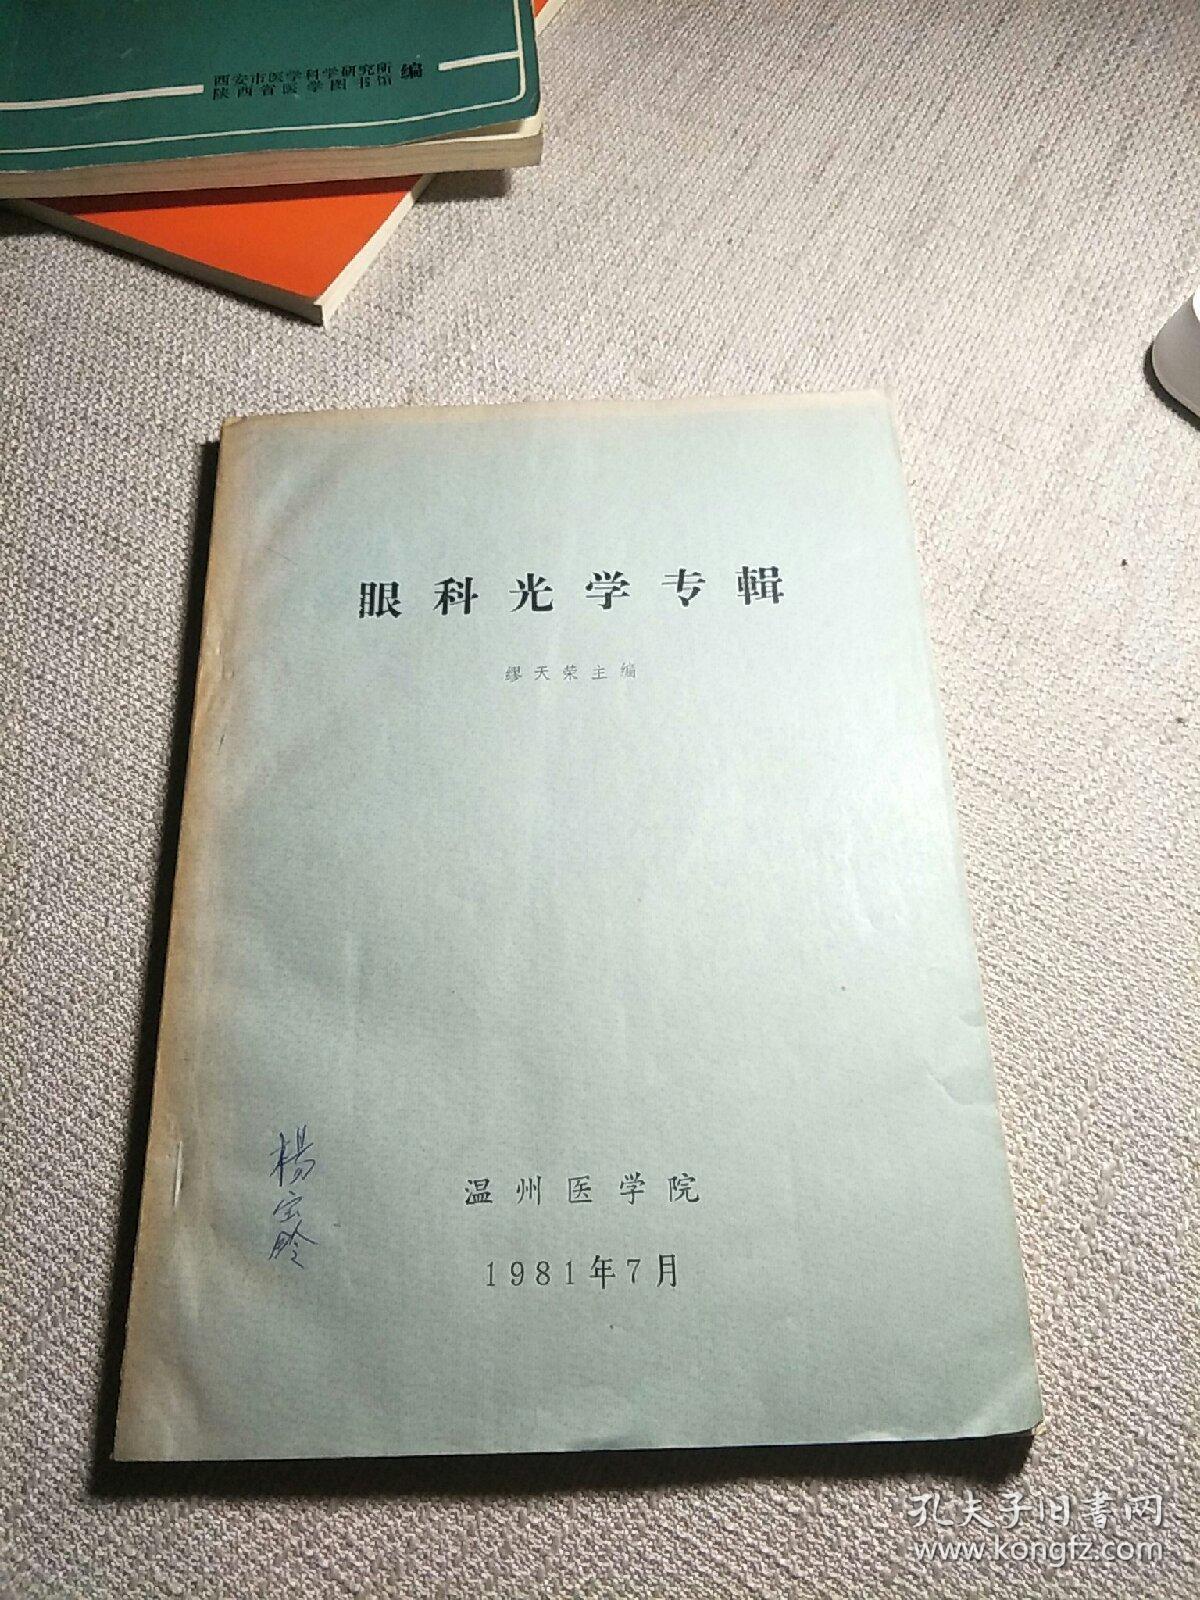 西安市医学科学研究所
陕西省医学图书馆
编
眼科光学专輯
缪天荣主编
楊宝玲
温州医学院
1981年7月
孔夫子旧書网
www.kongfz.com